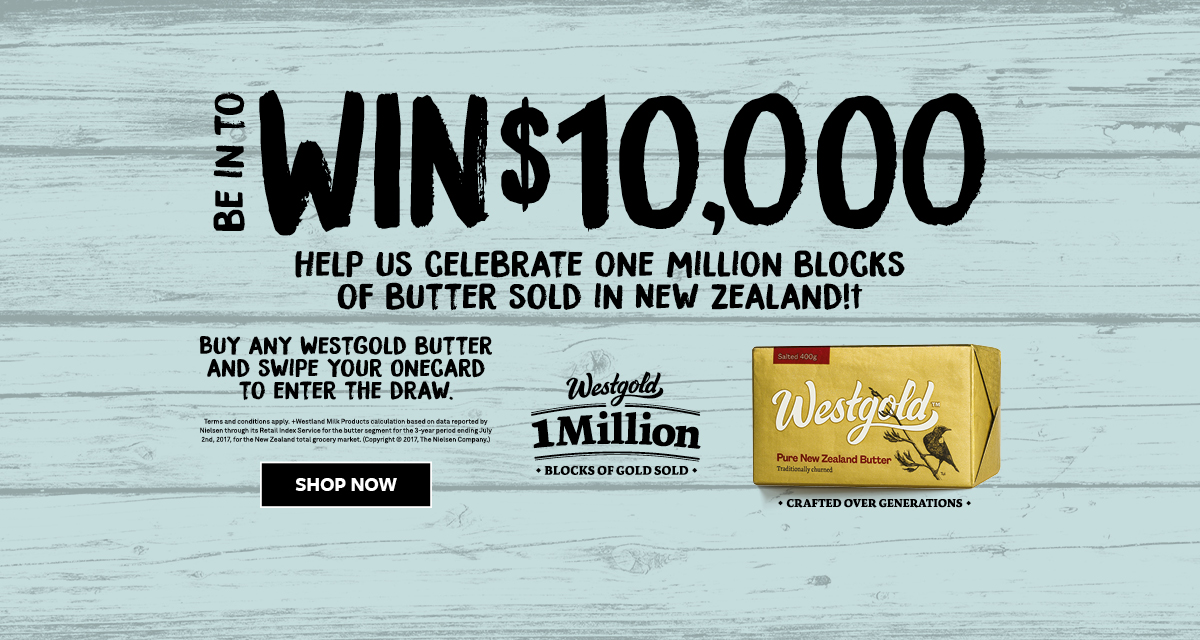 BE IN TO
WIN $10,000
HELP US CELEBRATE ONE MILLION BLOCKS
OF BUTTER SOLD IN NEW ZEALAND!†
BUY ANY WESTGOLD BUTTER
AND SWIPE YOUR ONECARD
TO ENTER THE DRAW.
Terms and conditions apply. +Westland Milk Products calculation based on data reported by
Nielsen through its Retail Index Service for the butter segment for the 3-year period ending July
2nd, 2017, for the New Zealand total grocery market. (Copyright © 2017, The Nielsen Company.)
SHOP NOW
Westgold
1 Million
• BLOCKS OF GOLD SOLD •
Salted 400g
Westgold™
Pure New Zealand Butter
Traditionally churned
• CRAFTED OVER GENERATIONS •